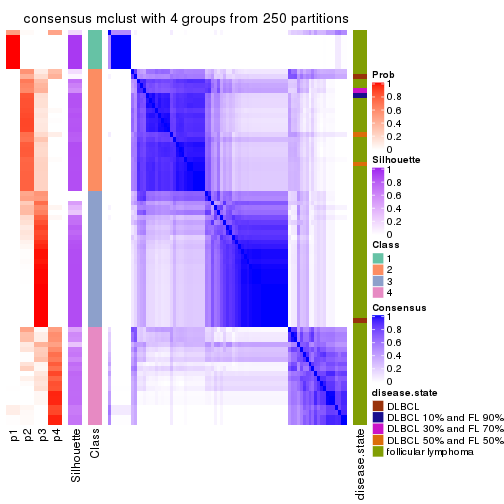 consensus mclust with 4 groups from 250 partitions
Prob
1
0.8
0.6
0.4
0.2
0
Silhouette
1
0.8
0.6
0.4
0.2
0
Class
1
2
3
4
Consensus
1
0.8
0.6
0.4
0.2
0
disease.state
DLBCL
DLBCL 10% and FL 90%
DLBCL 30% and FL 70%
DLBCL 50% and FL 50%
follicular lymphoma
p1
p2
p3
p4
Silhouette
Class
disease.state